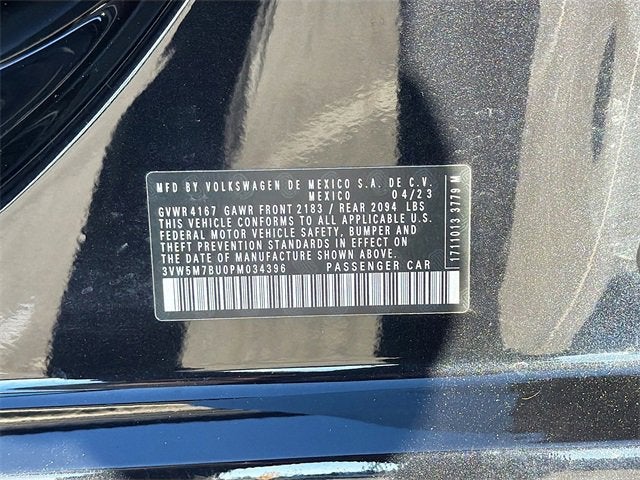 MFD BY VOLKSWAGEN DE MEXICO S.A. DE C.V.
MEXICO 04/23
GVWR 4167 GAWR FRONT 2183 / REAR 2094 LBS
THIS VEHICLE CONFORMS TO ALL APPLICABLE U.S.
FEDERAL MOTOR VEHICLE SAFETY, BUMPER AND
THEFT PREVENTION STANDARDS IN EFFECT ON
THE DATE OF MANUFACTURE SHOWN ABOVE.
3VW5M7BU0PM034396 PASSENGER CAR
1711013 3779 M